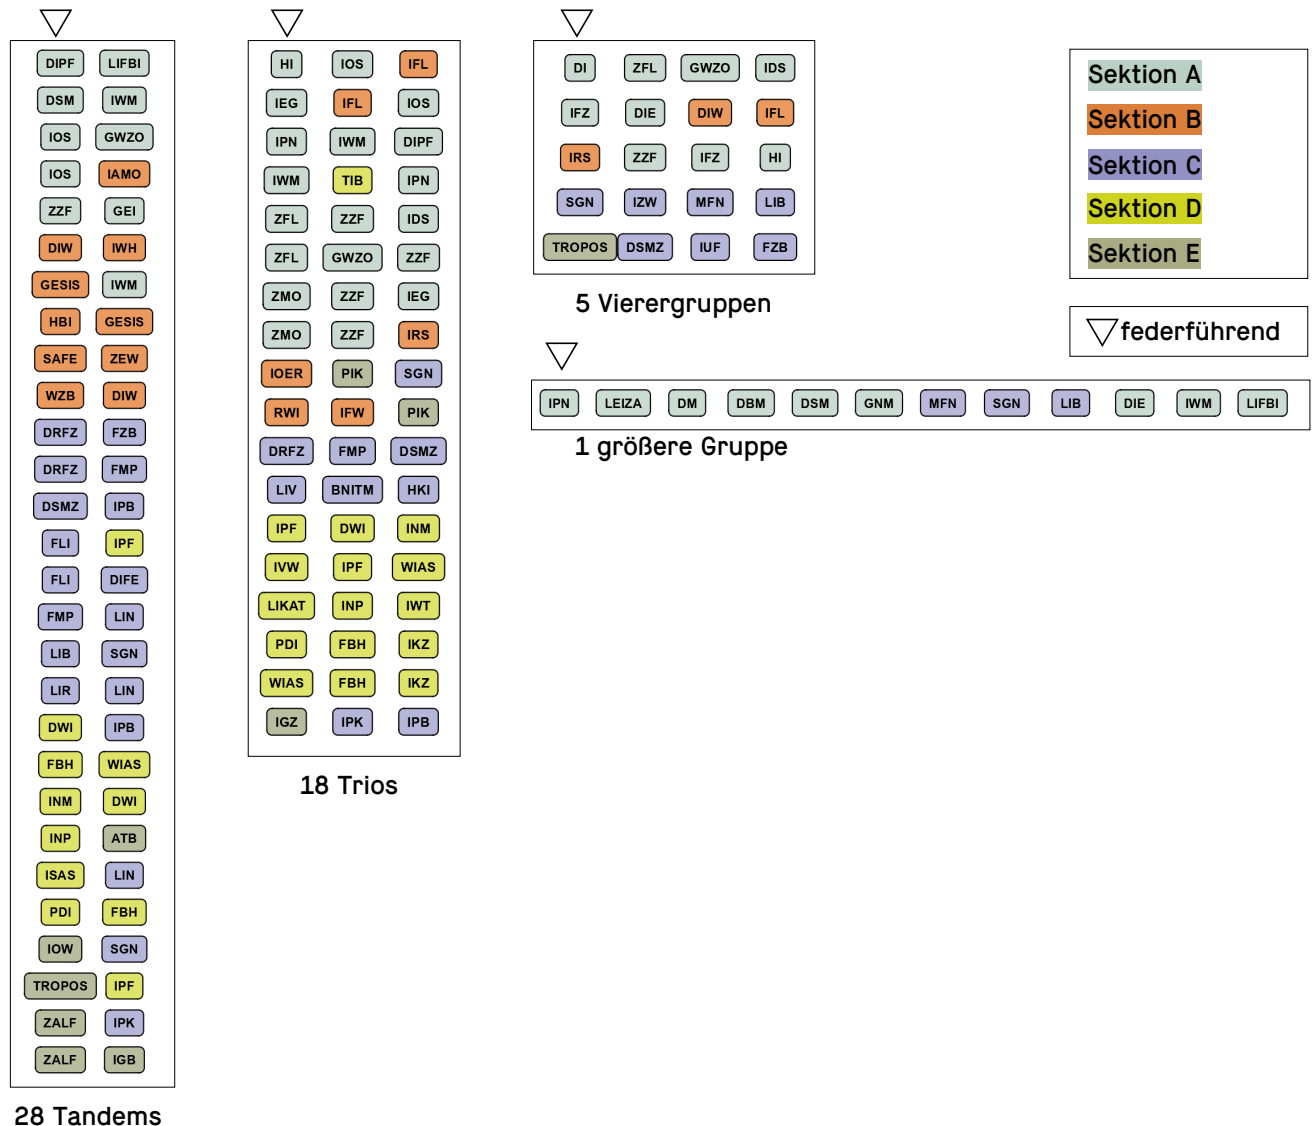 DIPF LIFBI
DSM IWM
IOS GWZO
IOS IAMO
ZZF GEI
DIW IWH
GESIS IWM
HBI GESIS
SAFE ZEW
WZB DIW
DRFZ FZB
DRFZ FMP
DSMZ IPB
FLI IPF
FLI DIFE
FMP LIN
LIB SGN
LIR LIN
DWI IPB
FBH WIAS
INM DWI
INP ATB
ISAS LIN
PDI FBH
IOW SGN
TROPOS IPF
ZALF IPK
ZALF IGB
28 Tandems
HI IOS IFL
IEG IFL IOS
IPN IWM DIPF
IWM TIB IPN
ZFL ZZF IDS
ZFL GWZO ZZF
ZMO ZZF IEG
ZMO ZZF IRS
IOER PIK SGN
RWI IFW PIK
DRFZ FMP DSMZ
LIV BNITM HKI
IPF DWI INM
IVW IPF WIAS
LIKAT INP IWT
PDI FBH IKZ
WIAS FBH IKZ
IGZ IPK IPB
18 Trios
DI ZFL GWZO IDS
IFZ DIE DIW IFL
IRS ZZF IFZ HI
SGN IZW MFN LIB
TROPOS DSMZ IUF FZB
5 Vierergruppen
IPN LEIZA DM DBM DSM GNM MFN SGN LIB DIE IWM LIFBI
1 größere Gruppe
Sektion A
Sektion B
Sektion C
Sektion D
Sektion E
federführend